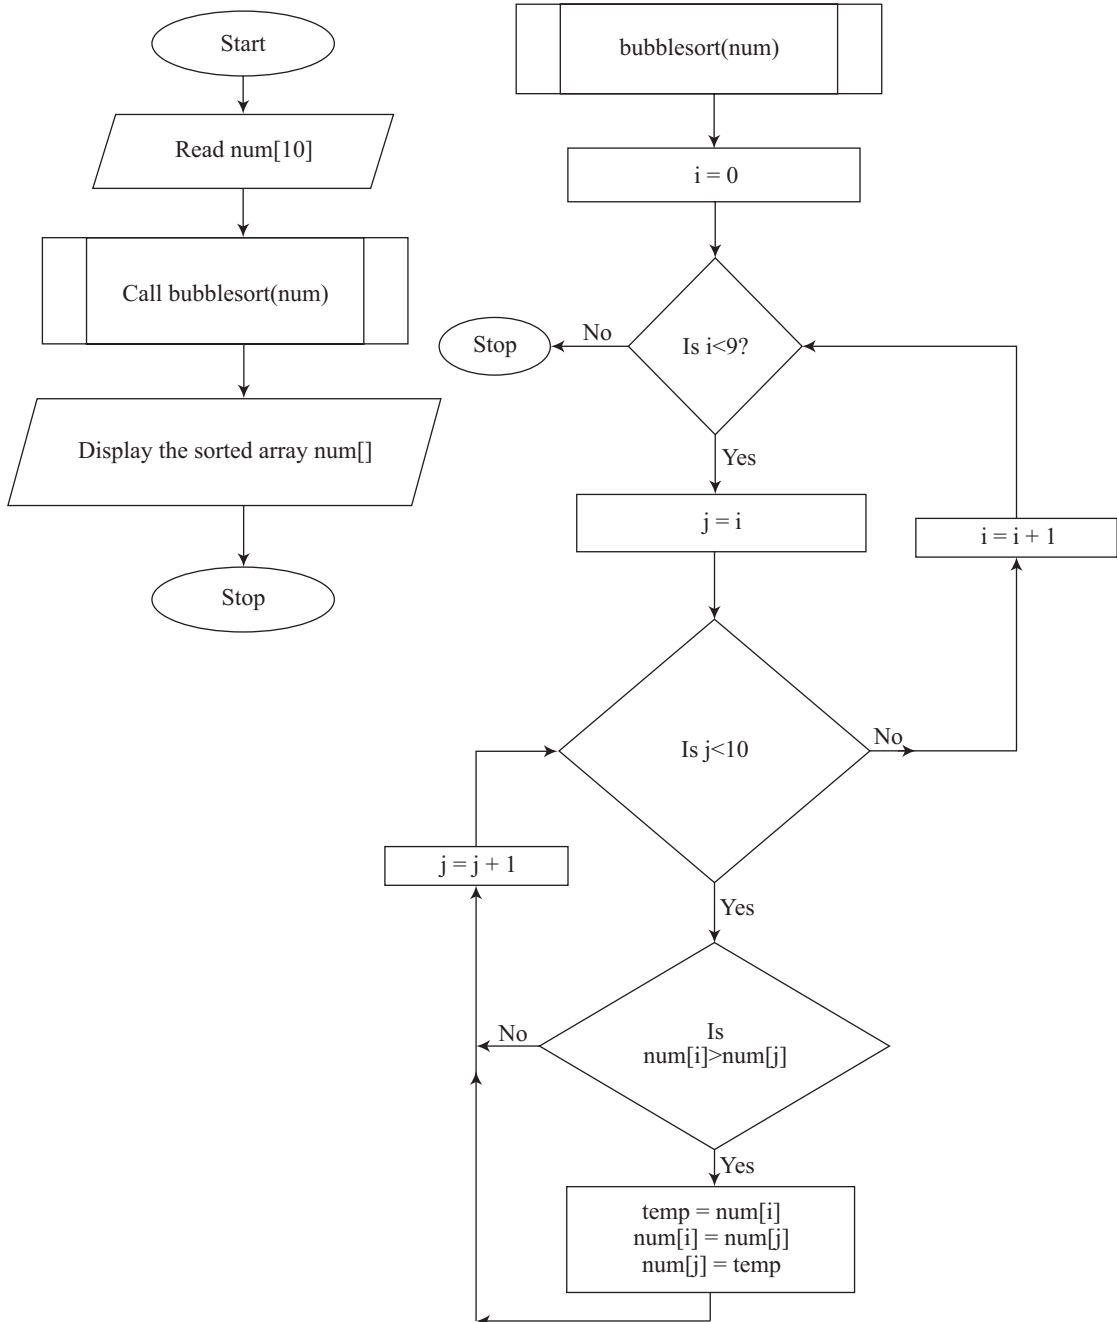 Start
Read num[10]
Call bubblesort(num)
Display the sorted array num[]
Stop
bubblesort(num)
i = 0
Is i<9?
No
Stop
Yes
j = i
i = i + 1
Is j<10
No
j = j + 1
Yes
Is
num[i]>num[j]
No
Yes
temp = num[i]
num[i] = num[j]
num[j] = temp